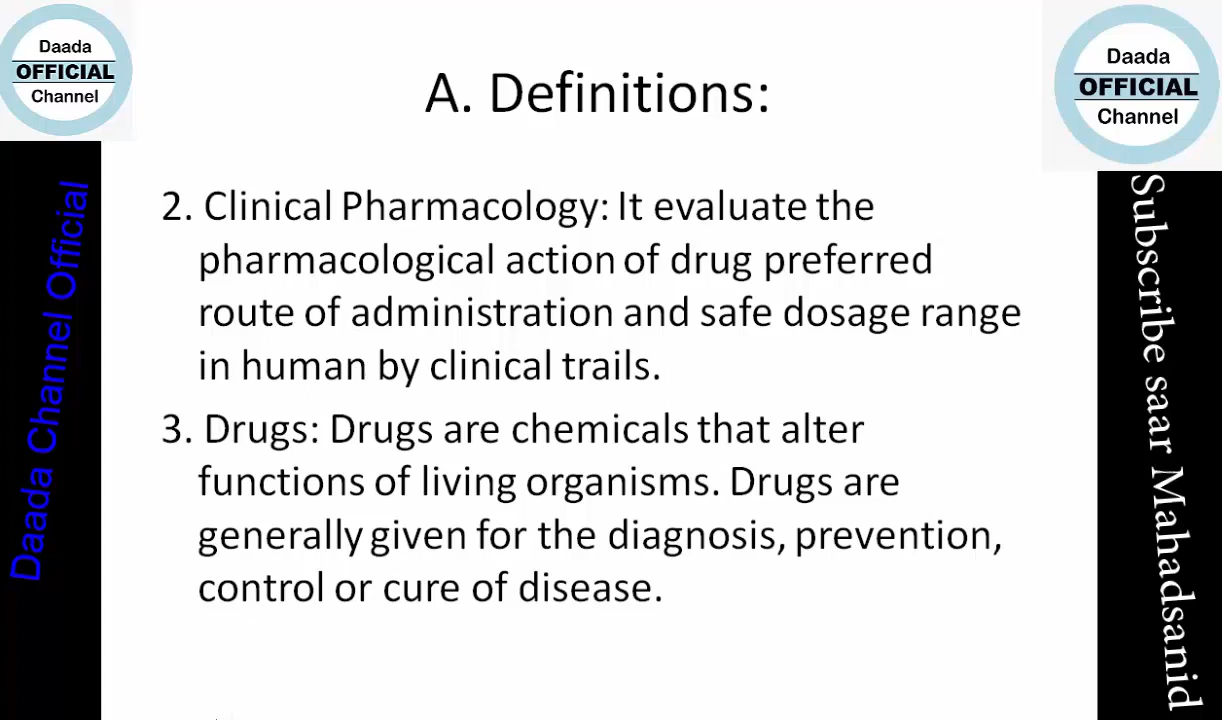 Daada
OFFICIAL
Channel
Daada
OFFICIAL
Channel
A. Definitions:
2. Clinical Pharmacology: It evaluate the
pharmacological action of drug preferred
route of administration and safe dosage range
in human by clinical trails.
3. Drugs: Drugs are chemicals that alter
functions of living organisms. Drugs are
generally given for the diagnosis, prevention,
control or cure of disease.
Daada Channel Official
Subscribe saar Mahadsanid